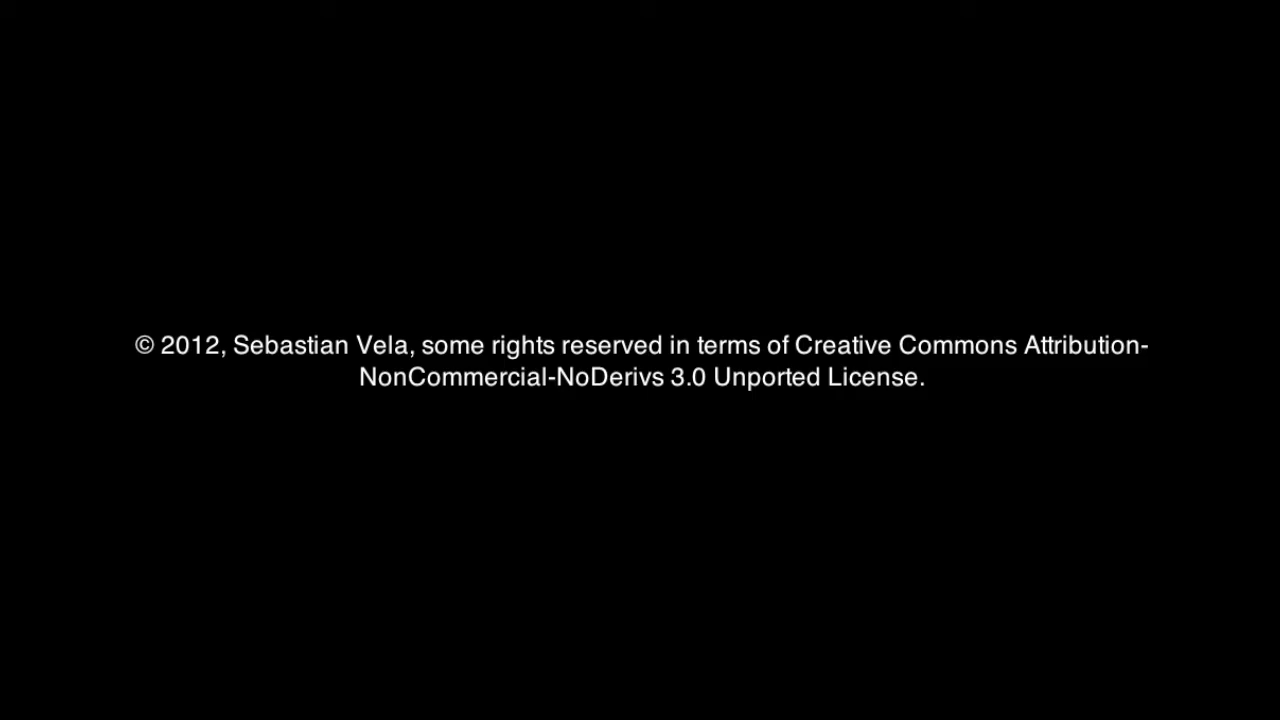 © 2012, Sebastian Vela, some rights reserved in terms of Creative Commons Attribution-
NonCommercial-NoDerivs 3.0 Unported License.